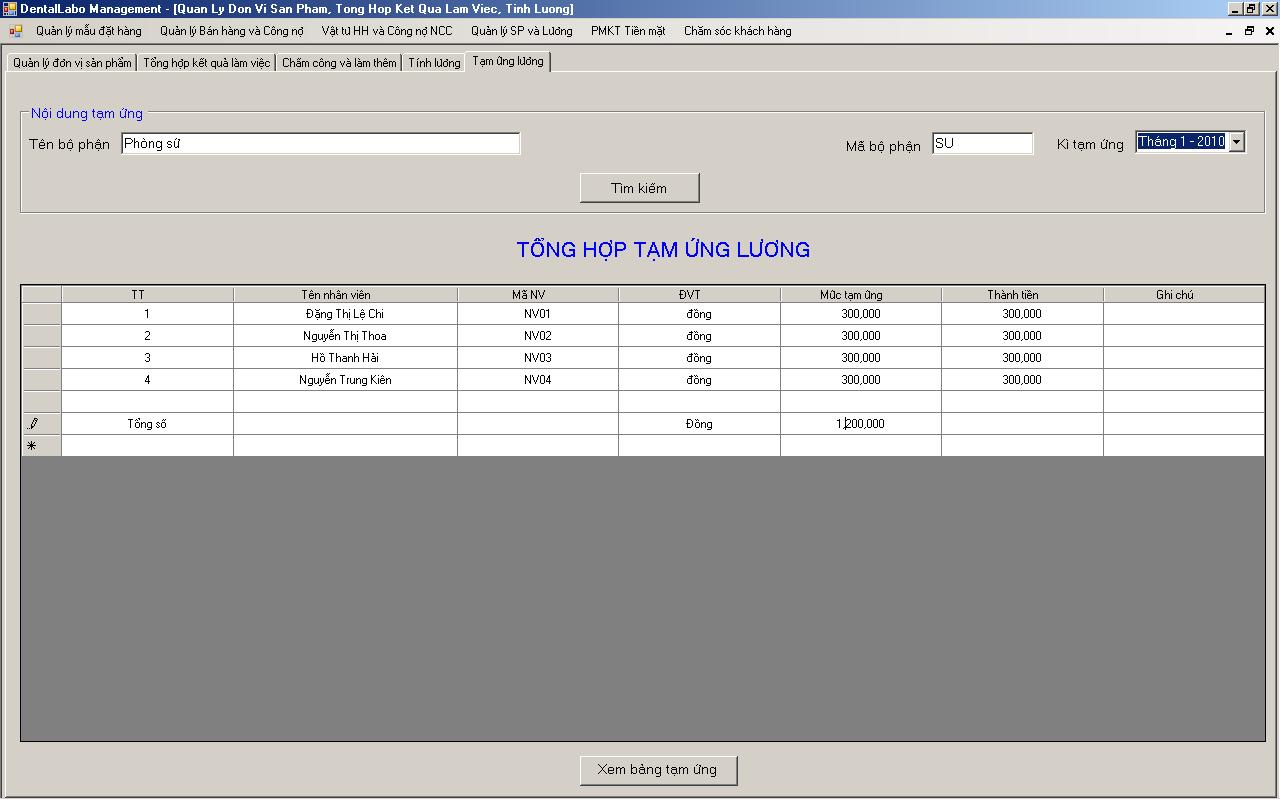 DentalLabo Management - [Quan Ly Don Vi San Pham, Tong Hop Ket Qua Lam Viec, Tinh Luong]
Quản lý mẫu đặt hàng Quản lý Bán hàng và Công nợ Vật tư HH và Công nợ NCC Quản lý SP và Lương PMKT Tiền mặt Chăm sóc khách hàng
Quản lý đơn vị sản phẩm Tổng hợp kết quả làm việc Chấm công và làm thêm Tính lương Tạm ứng lương
Nội dung tạm ứng
Tên bộ phận Phòng sứ Mã bộ phận SU Kì tạm ứng Tháng 1 - 2010
Tìm kiếm
TỔNG HỢP TẠM ỨNG LƯƠNG
TT Tên nhân viên Mã NV ĐVT Mức tạm ứng Thành tiền Ghi chú
1 Đặng Thị Lệ Chi NV01 đồng 300,000 300,000
2 Nguyễn Thị Thoa NV02 đồng 300,000 300,000
3 Hồ Thanh Hải NV03 đồng 300,000 300,000
4 Nguyễn Trung Kiên NV04 đồng 300,000 300,000
Tổng số Đồng 1,200,000
Xem bảng tạm ứng